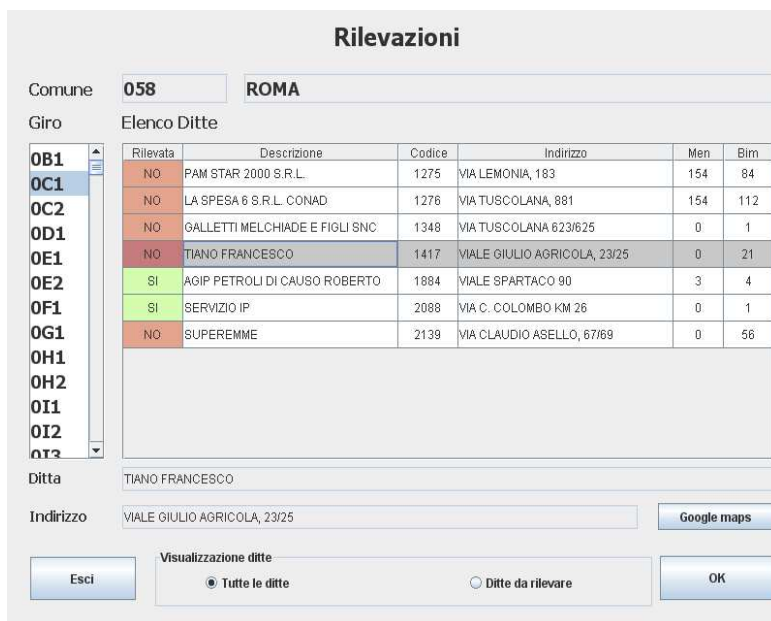 Rilevazioni
Comune 058 ROMA
Giro Elenco Ditte
0B1
0C1
0C2
0D1
0E1
0E2
0F1
0G1
0H1
0H2
0I1
0I2
0I3
Rilevata Descrizione Codice Indirizzo Men Bim
NO PAM STAR 2000 S.R.L. 1275 VIA LEMONIA, 183 154 84
NO LA SPESA 6 S.R.L. CONAD 1276 VIA TUSCOLANA, 881 154 112
NO GALLETTI MELCHIADE E FIGLI SNC 1348 VIA TUSCOLANA 623/625 0 1
NO TIANO FRANCESCO 1417 VIALE GIULIO AGRICOLA, 23/25 0 21
SI AGIP PETROLI DI CAUSO ROBERTO 1884 VIALE SPARTACO 90 3 4
SI SERVIZIO IP 2088 VIA C. COLOMBO KM 26 0 1
NO SUPEREMME 2139 VIA CLAUDIO ASELLO, 67/69 0 56
Ditta TIANO FRANCESCO
Indirizzo VIALE GIULIO AGRICOLA, 23/25 Google maps
Visualizzazione ditte
Esci Tutte le ditte Ditte da rilevare OK